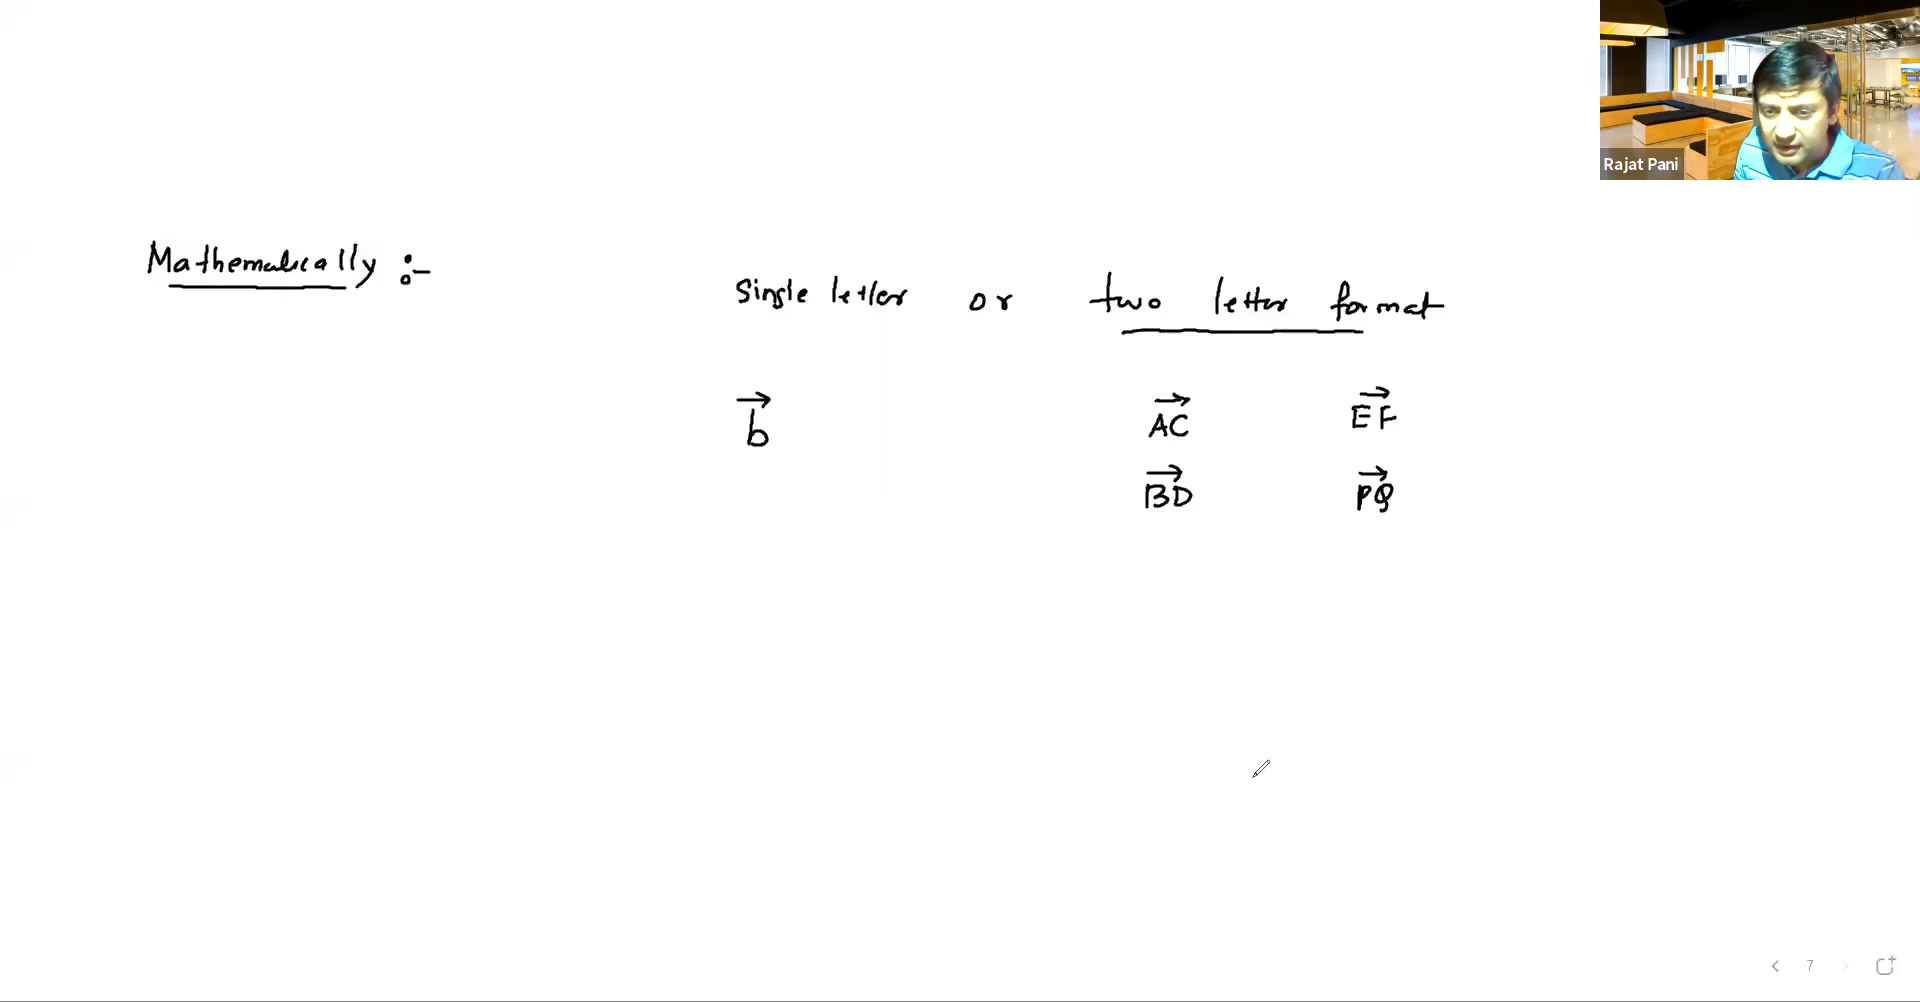 Rajat Pani
Mathematically :-
Single letter or two letter format
→ → →
b AC EF
→ →
BD PQ
7